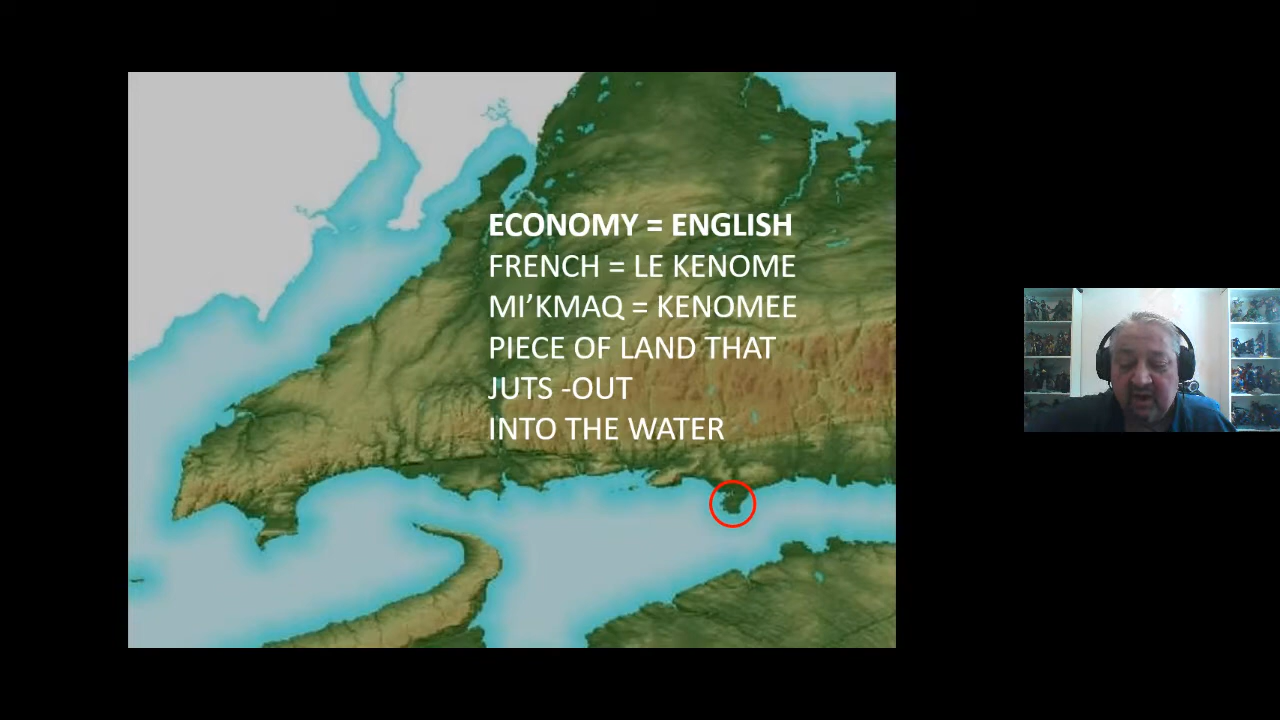 ECONOMY = ENGLISH
FRENCH = LE KENOME
MI’KMAQ = KENOMEE
PIECE OF LAND THAT
JUTS -OUT
INTO THE WATER